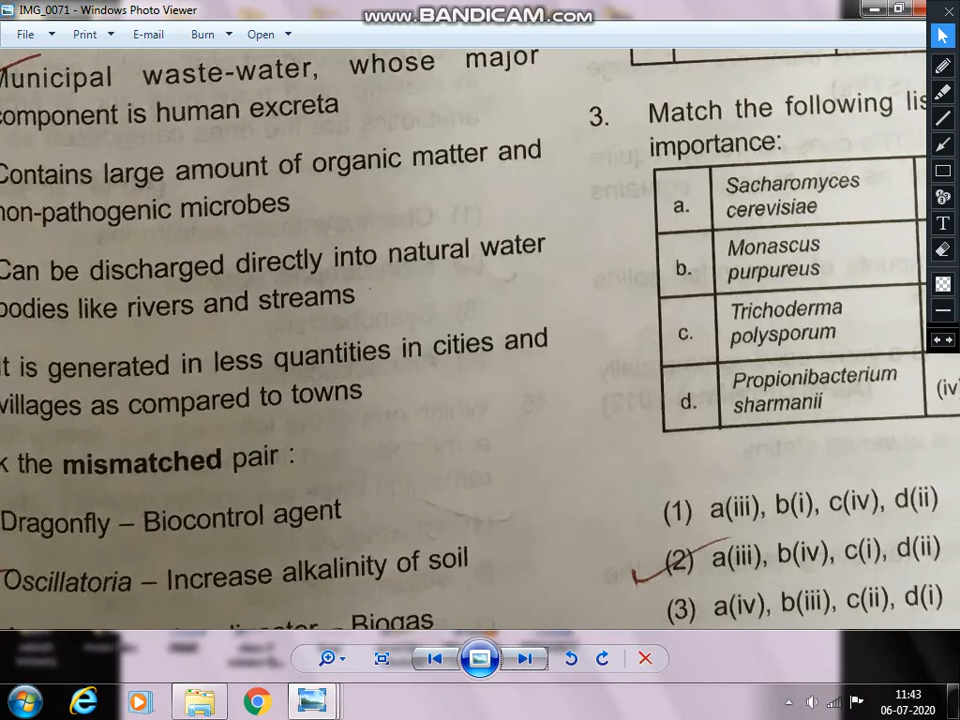 IMG_0071 - Windows Photo Viewer
www.BANDICAM.com
File Print E-mail Burn Open
Municipal waste-water, whose major
component is human excreta
Contains large amount of organic matter and
non-pathogenic microbes
Can be discharged directly into natural water
bodies like rivers and streams
It is generated in less quantities in cities and
villages as compared to towns
k the mismatched pair :
Dragonfly – Biocontrol agent
Oscillatoria – Increase alkalinity of soil
– Biogas
3. Match the following lis
importance:
a. Sacharomyces
cerevisiae
b. Monascus
purpureus
c. Trichoderma
polysporum
d. Propionibacterium
sharmanii
(iv)
(1) a(iii), b(i), c(iv), d(ii)
(2) a(iii), b(iv), c(i), d(ii)
(3) a(iv), b(iii), c(ii), d(i)
11:43
06-07-2020